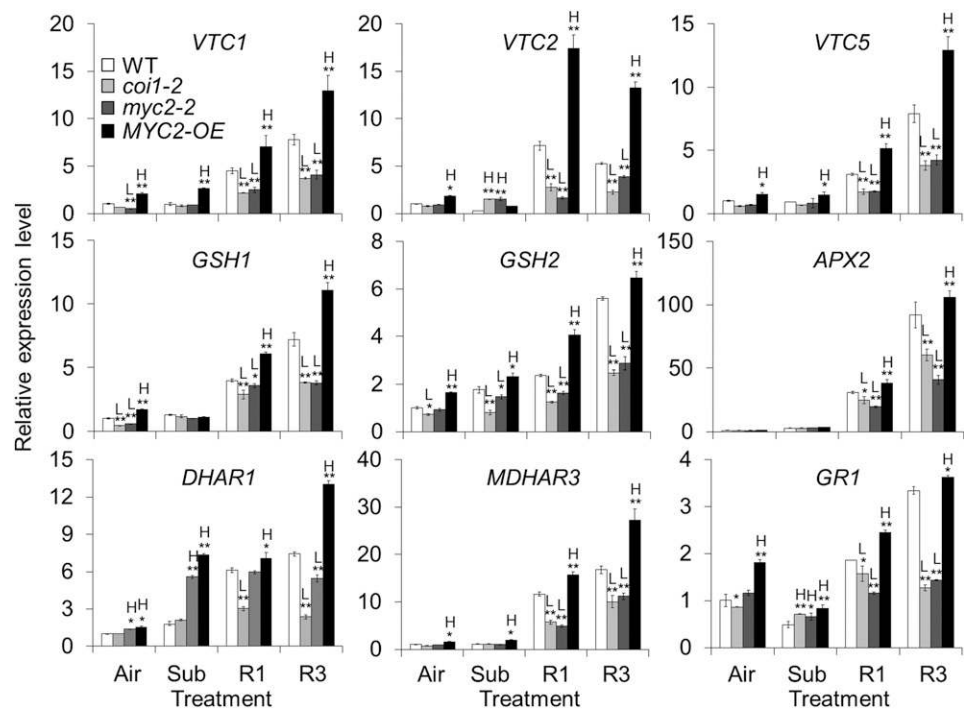 Relative expression level
VTC1
20
15
10
5
0
WT
coi1-2
myc2-2
MYC2-OE
L ** H ** H ** L ** L ** H ** L ** L ** H **
VTC2
20
15
10
5
0
H * H ** H ** L ** L ** H ** L ** L ** H **
VTC5
15
10
5
0
H * H * L ** L ** H ** L ** L ** H **
GSH1
15
10
5
0
L ** L ** H ** L ** L * H ** L ** L ** H **
GSH2
8
6
4
2
0
L * H ** L ** L * H ** L ** L ** H ** L ** L ** H **
APX2
150
100
50
0
L * L ** H ** L ** L ** H **
DHAR1
15
12
9
6
3
0
H * H * H ** H ** L ** H * L ** L ** H **
MDHAR3
40
30
20
10
0
H * H * L ** L ** H ** L ** L ** H **
GR1
4
3
2
1
0
* H ** H ** H * H ** L * L ** H ** L ** L ** H *
Air Sub R1 R3
Treatment
Air Sub R1 R3
Treatment
Air Sub R1 R3
Treatment